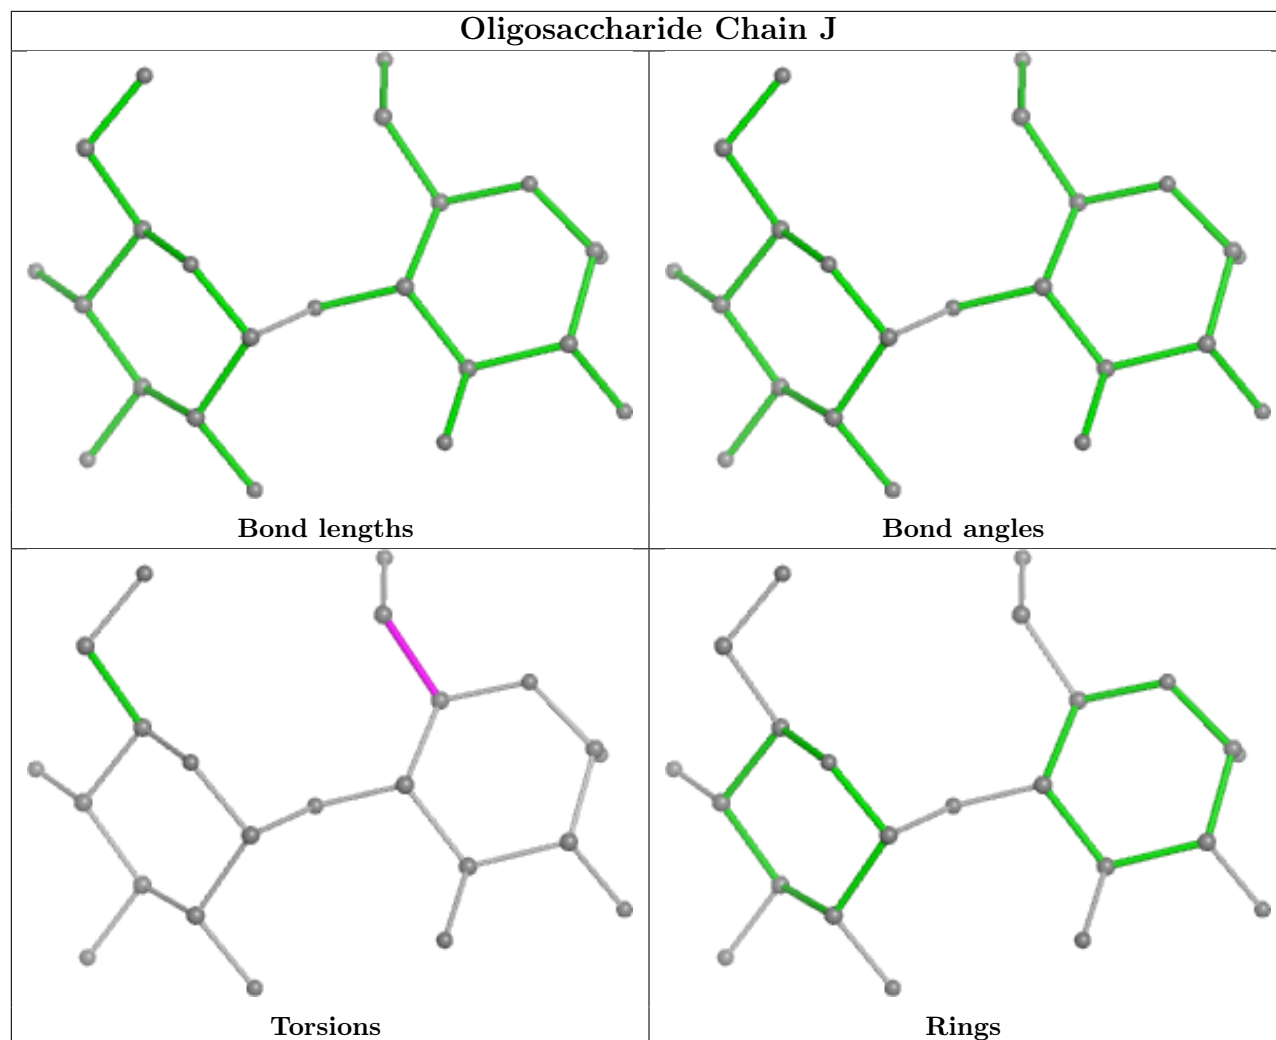 Oligosaccharide Chain J
Bond lengths
Bond angles
Torsions
Rings